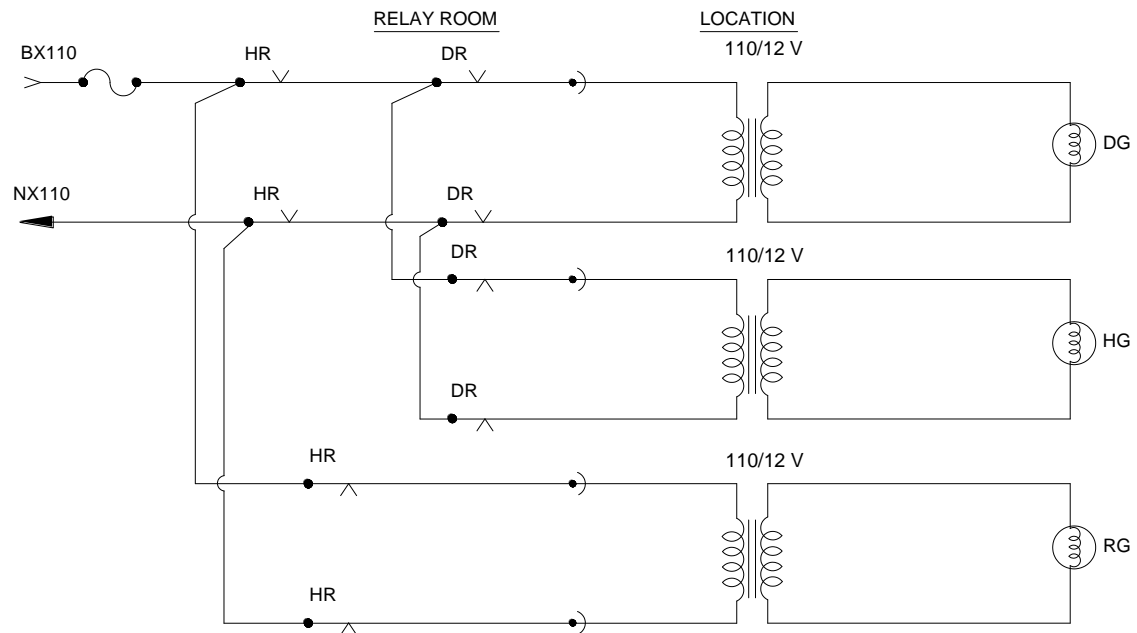 RELAY ROOM LOCATION
BX110 HR DR 110/12 V
DG
NX110 HR DR
DR 110/12 V
HG
DR
HR 110/12 V
RG
HR